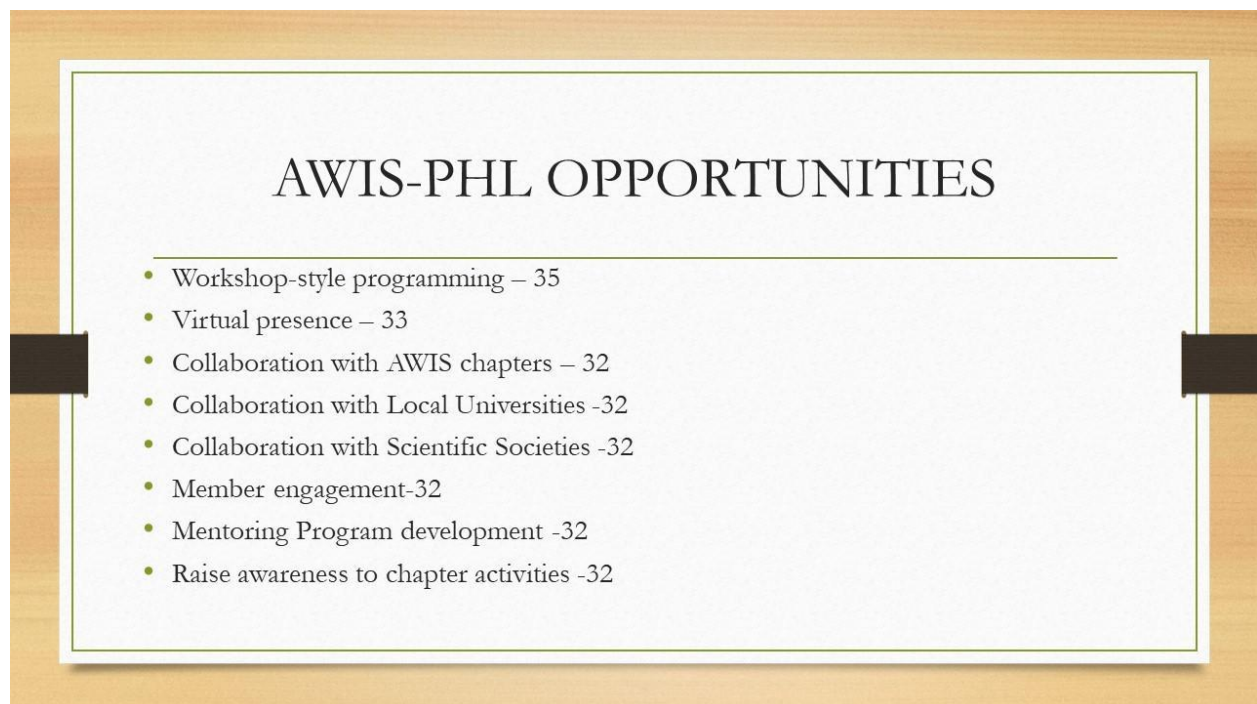 AWIS-PHL OPPORTUNITIES
• Workshop-style programming – 35
• Virtual presence – 33
• Collaboration with AWIS chapters – 32
• Collaboration with Local Universities -32
• Collaboration with Scientific Societies -32
• Member engagement-32
• Mentoring Program development -32
• Raise awareness to chapter activities -32